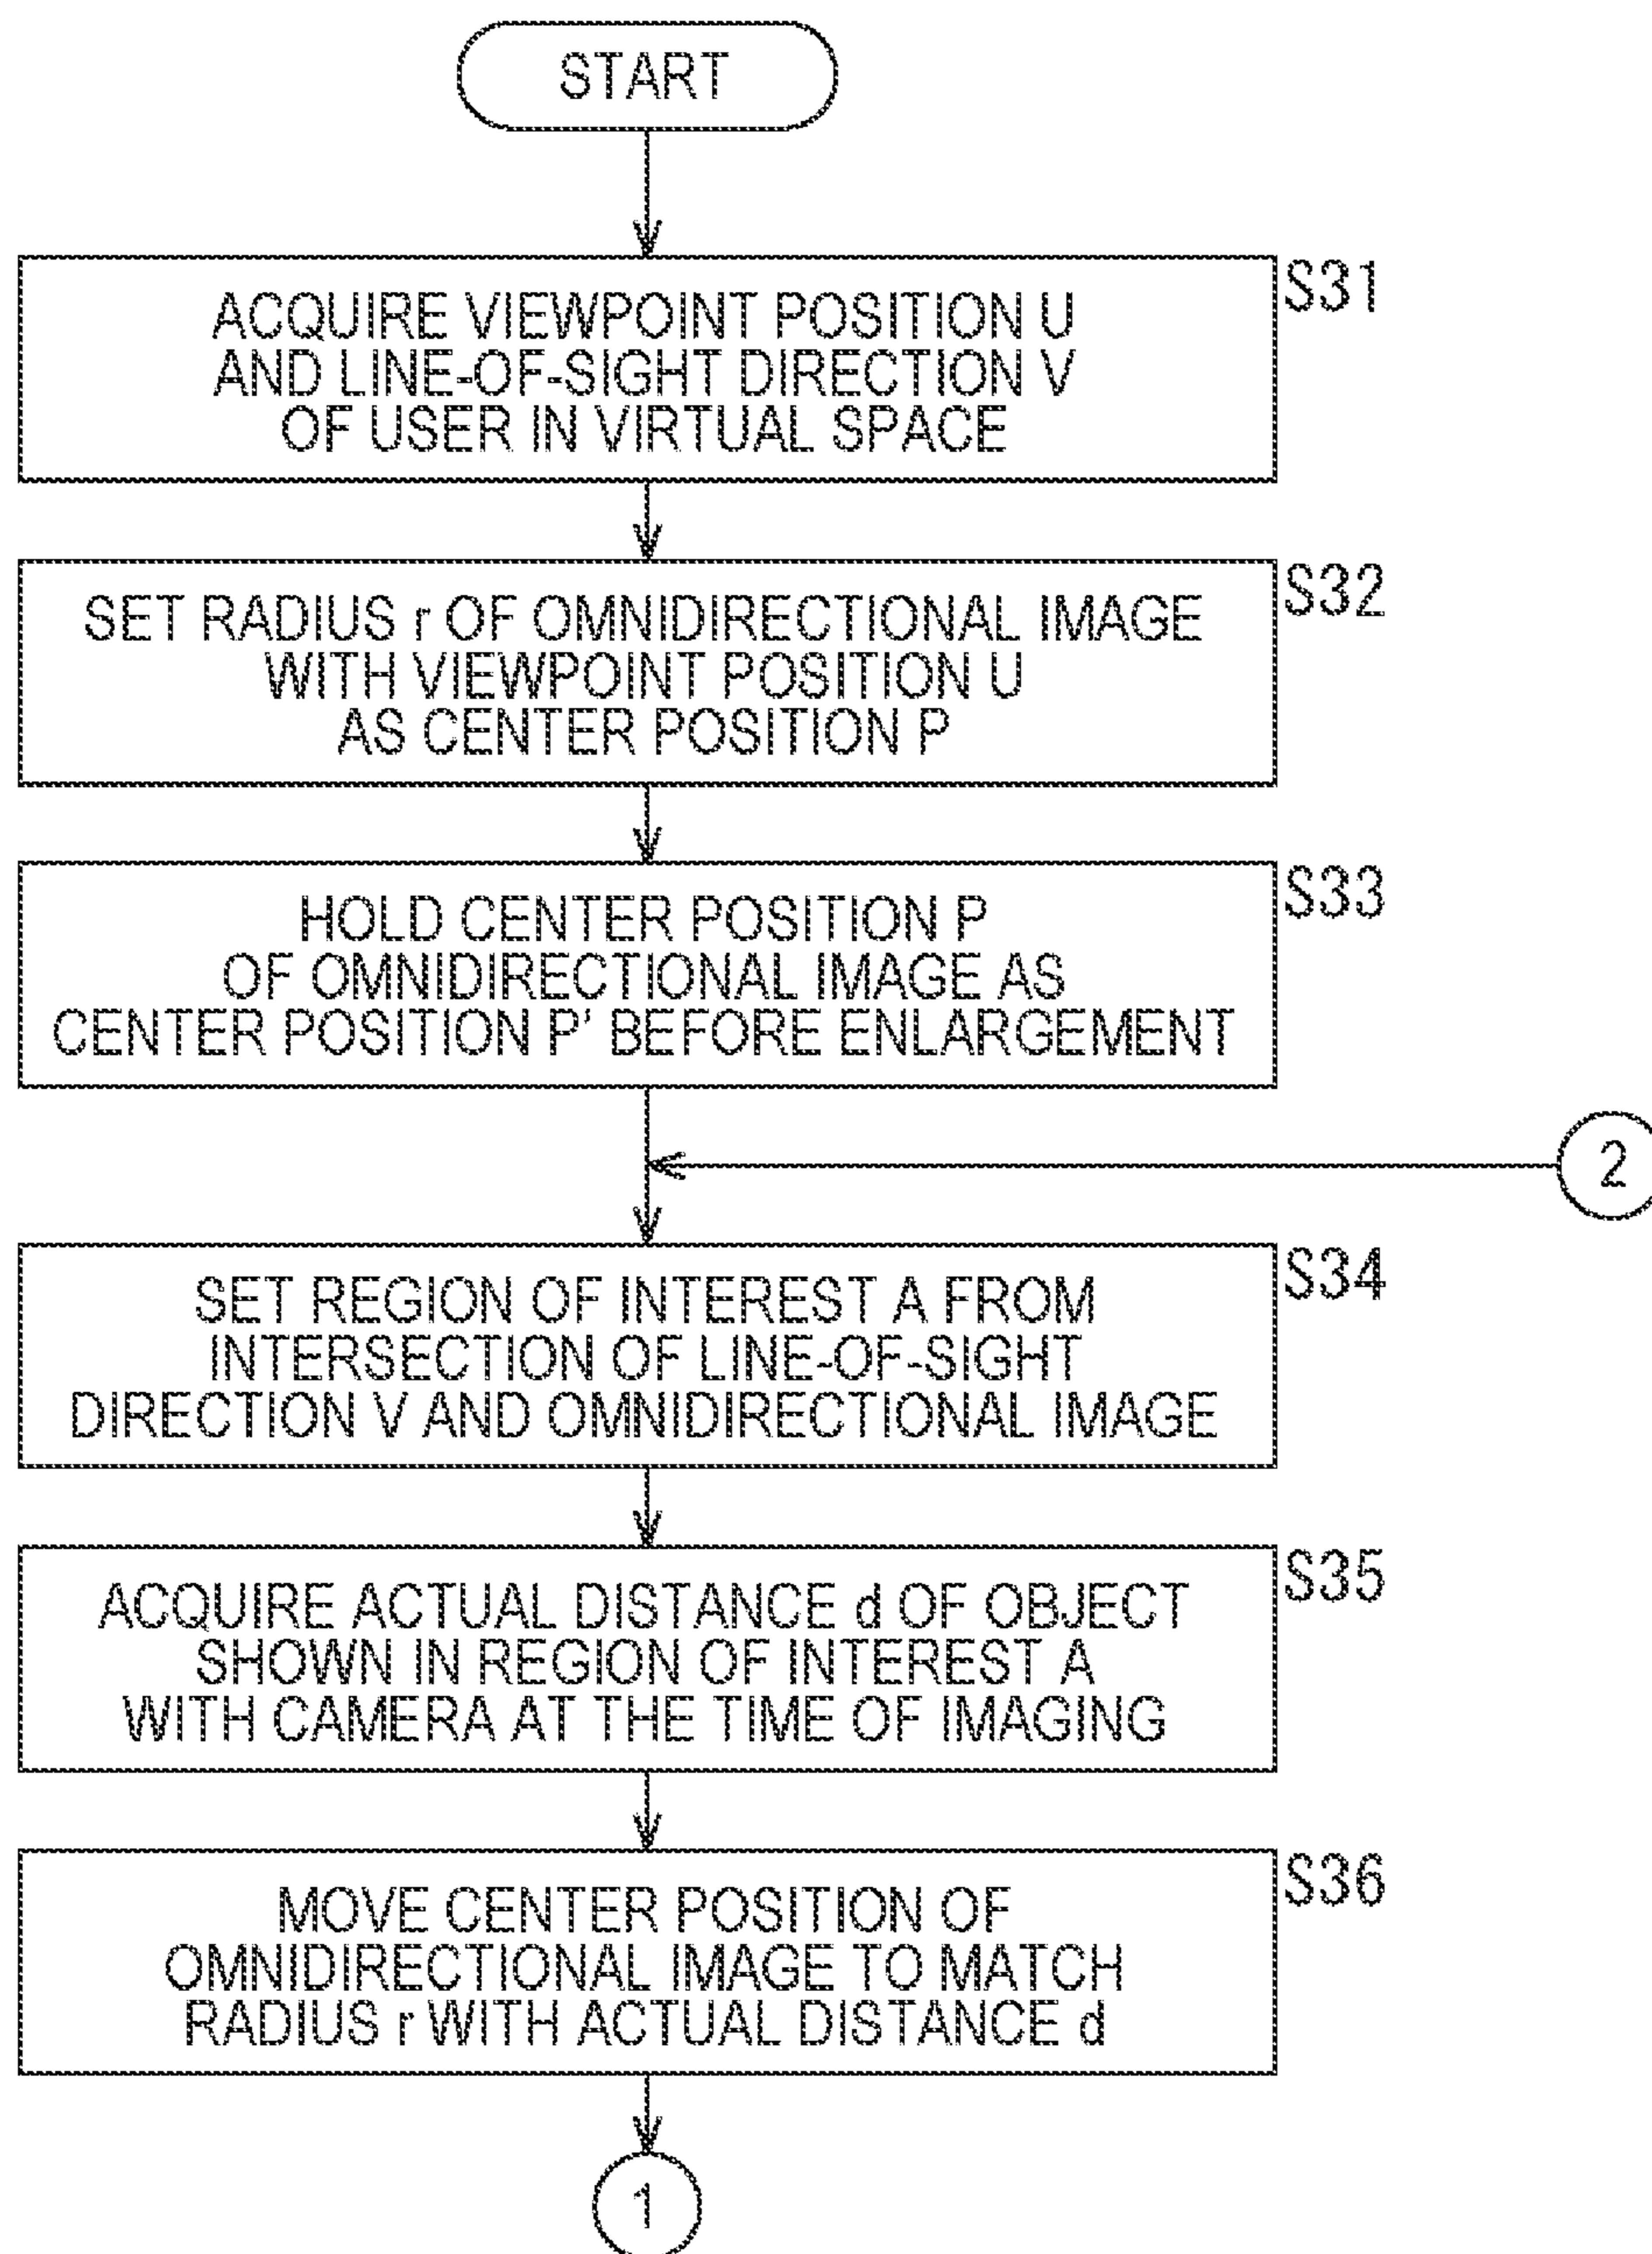 START
S31
ACQUIRE VIEWPOINT POSITION U
AND LINE-OF-SIGHT DIRECTION V
OF USER IN VIRTUAL SPACE
S32
SET RADIUS r OF OMNIDIRECTIONAL IMAGE
WITH VIEWPOINT POSITION U
AS CENTER POSITION P
S33
HOLD CENTER POSITION P
OF OMNIDIRECTIONAL IMAGE AS
CENTER POSITION P' BEFORE ENLARGEMENT
2
S34
SET REGION OF INTEREST A FROM
INTERSECTION OF LINE-OF-SIGHT
DIRECTION V AND OMNIDIRECTIONAL IMAGE
S35
ACQUIRE ACTUAL DISTANCE d OF OBJECT
SHOWN IN REGION OF INTEREST A
WITH CAMERA AT THE TIME OF IMAGING
S36
MOVE CENTER POSITION OF
OMNIDIRECTIONAL IMAGE TO MATCH
RADIUS r WITH ACTUAL DISTANCE d
1